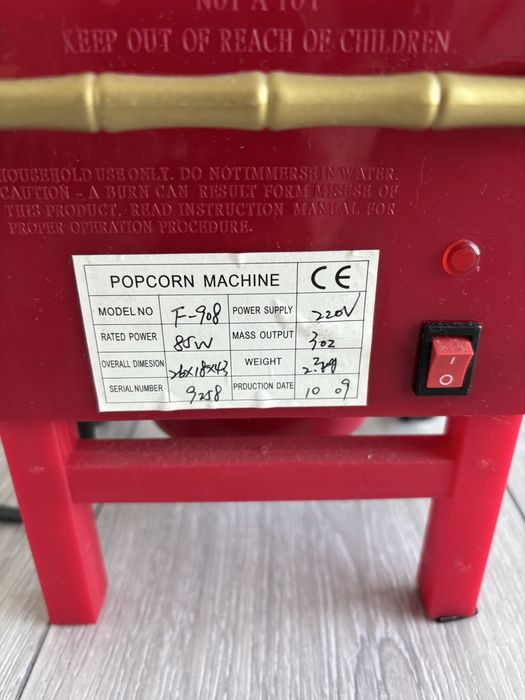 NOT A TOY
KEEP OUT OF REACH OF CHILDREN
HOUSEHOLD USE ONLY. DO NOT IMMERSE IN WATER.
CAUTION - A BURN CAN RESULT FORM MISUSE OF
THIS PRODUCT. READ INSTRUCTION MANUAL FOR
PROPER OPERATION PROCEDURE.
POPCORN MACHINE CE
MODEL NO F-908 POWER SUPPLY 220V
RATED POWER 85W MASS OUTPUT 3oz
OVERALL DIMESION 26x18x43 WEIGHT 2.3kg
SERIAL NUMBER 9258 PRDUCTION DATE 10 09